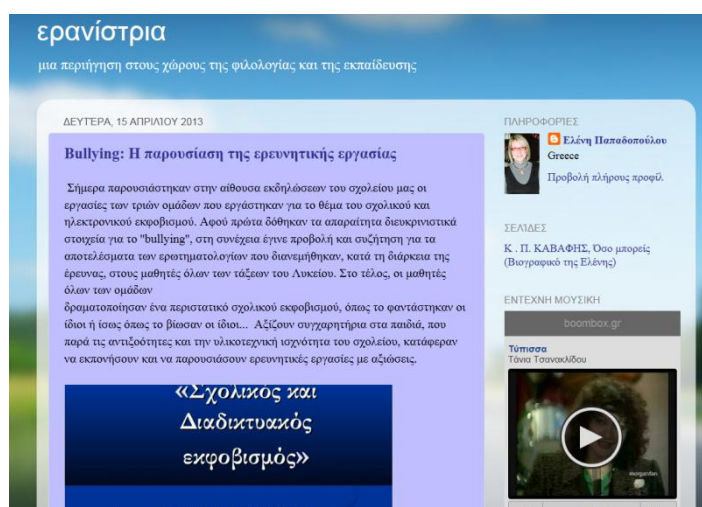 ερανίστρια
μια περιήγηση στους χώρους της φιλολογίας και της εκπαίδευσης
ΔΕΥΤΈΡΑ, 15 ΑΠΡΙΛΊΟΥ 2013
Bullying: Η παρουσίαση της ερευνητικής εργασίας
Σήμερα παρουσιάστηκαν στην αίθουσα εκδηλώσεων του σχολείου μας οι
εργασίες των τριών ομάδων που εργάστηκαν για το θέμα του σχολικού και
ηλεκτρονικού εκφοβισμού. Αφού πρώτα δόθηκαν τα απαραίτητα διευκρινιστικά
στοιχεία για το "bullying", στη συνέχεια έγινε προβολή και συζήτηση για τα
αποτελέσματα των ερωτηματολογίων που διανεμήθηκαν, κατά τη διάρκεια της
έρευνας, στους μαθητές όλων των τάξεων του Λυκείου. Στο τέλος, οι μαθητές
όλων των ομάδων
δραματοποίησαν ένα περιστατικό σχολικού εκφοβισμού, όπως το φαντάστηκαν οι
ίδιοι ή ίσως όπως το βίωσαν οι ίδιοι... Αξίζουν συγχαρητήρια στα παιδιά, που
παρά τις αντιξοότητες και την υλικοτεχνική ισχνότητα του σχολείου, κατάφεραν
να εκπονήσουν και να παρουσιάσουν ερευνητικές εργασίες με αξιώσεις.
«Σχολικός και
Διαδικτυακός
εκφοβισμός»
ΠΛΗΡΟΦΟΡΊΕΣ
Ελένη Παπαδοπούλου
Greece
Προβολή πλήρους προφίλ
ΣΕΛΊΔΕΣ
Κ . Π. ΚΑΒΑΦΗΣ, Όσο μπορείς
(Βιογραφικό της Ελένης)
ΕΝΤΕΧΝΗ ΜΟΥΣΙΚΗ
boombox.gr
Τύπισσα
Τάνια Τσανακλίδου